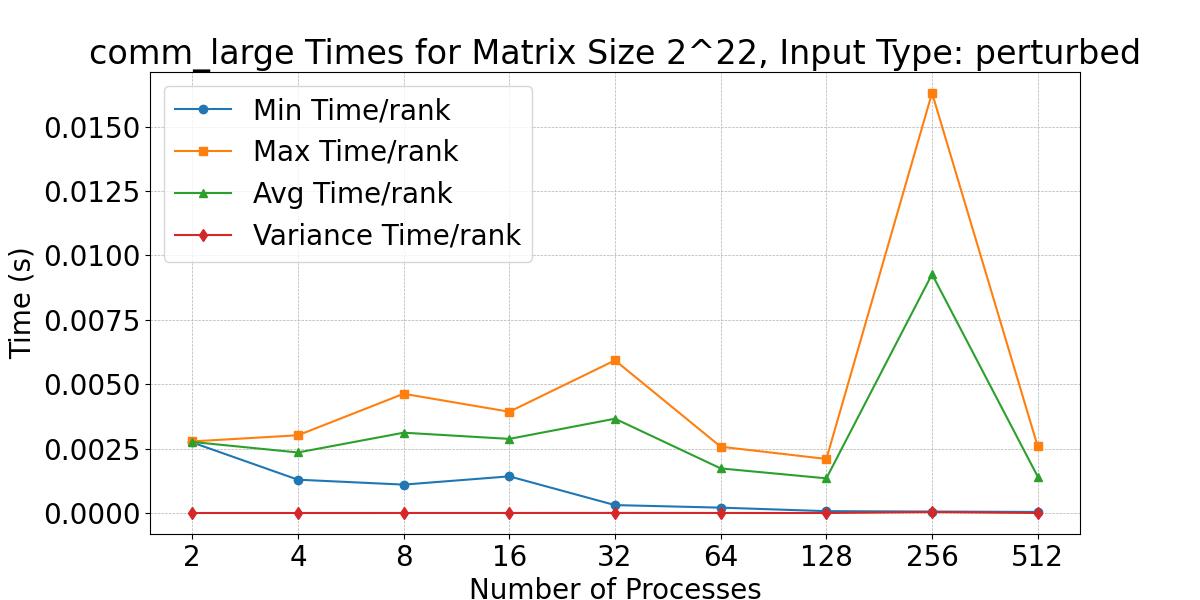 comm_large Times for Matrix Size 2^22, Input Type: perturbed
Min Time/rank
Max Time/rank
Avg Time/rank
Variance Time/rank
Time (s)
0.0150
0.0125
0.0100
0.0075
0.0050
0.0025
0.0000
2 4 8 16 32 64 128 256 512
Number of Processes